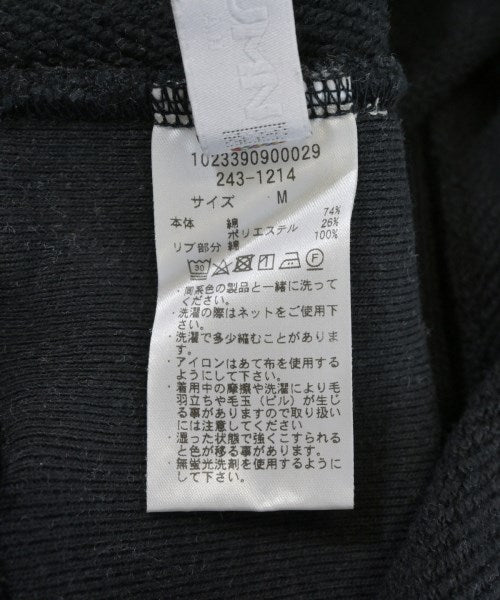 UMN
1023390900029
243-1214
サイズ M
本体 綿 74%
ポリエステル 26%
リブ部分 綿 100%
30
F
・同系色の製品と一緒に洗って
ください。
・洗濯の際はネットをご使用下
さい。
・洗濯で多少縮むことがありま
す。
・アイロンはあて布を使用する
ようにして下さい。
・着用中の摩擦や洗濯により毛
羽立ちや毛玉(ピル)が生じ
る事がありますので取り扱い
には注意してください
・湿った状態で強くこすられる
と色が移る事があります。
・無蛍光洗剤を使用するように
して下さい。